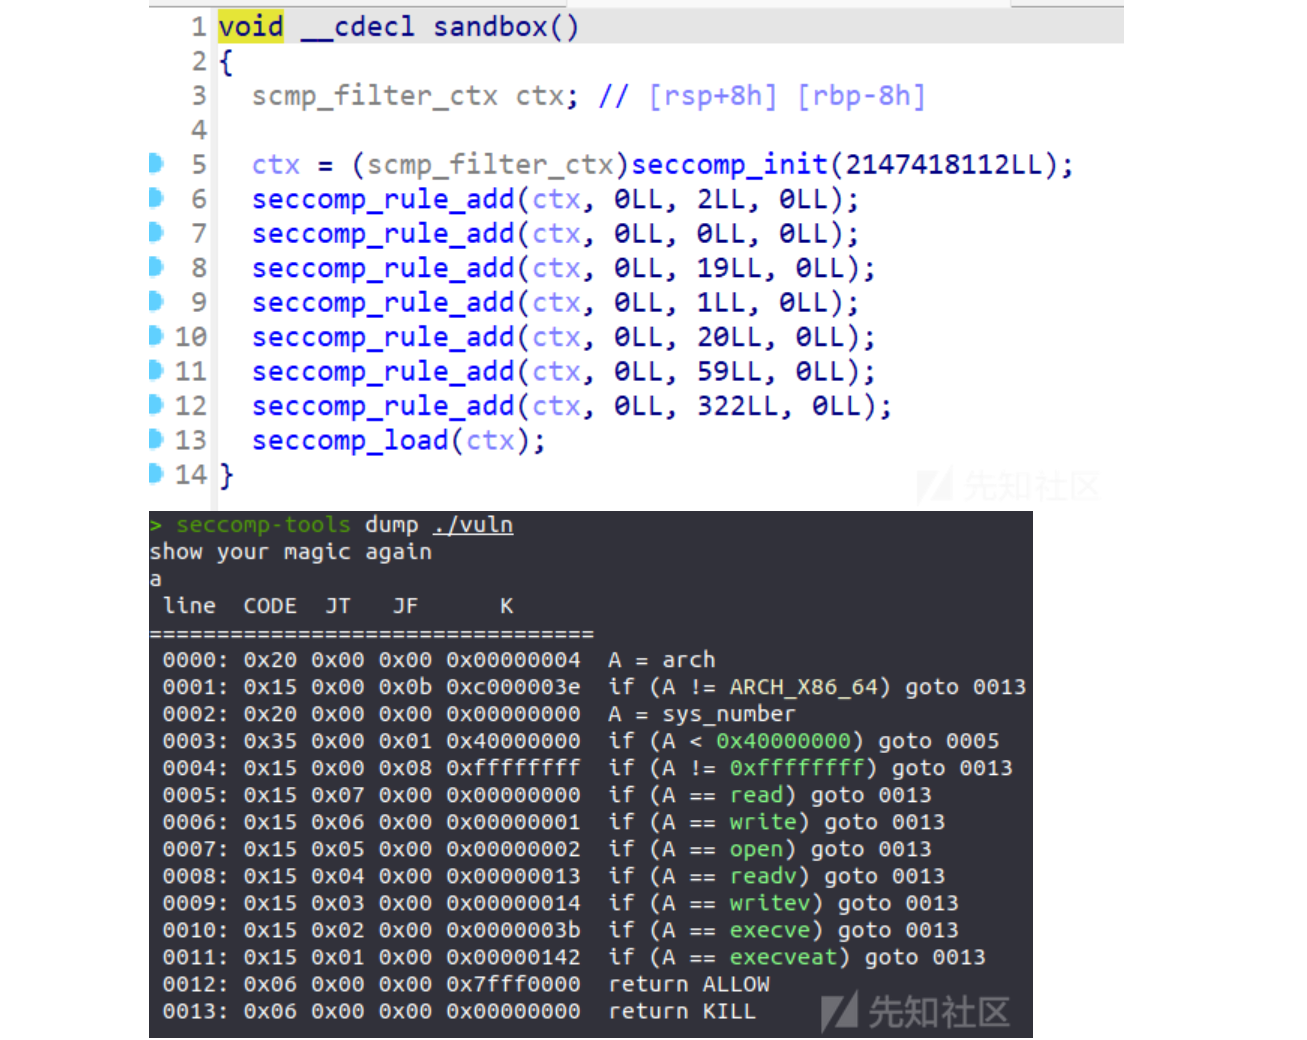 1 void __cdecl sandbox()
2 {
3 scmp_filter_ctx ctx; // [rsp+8h] [rbp-8h]
4
5 ctx = (scmp_filter_ctx)seccomp_init(2147418112LL);
6 seccomp_rule_add(ctx, 0LL, 2LL, 0LL);
7 seccomp_rule_add(ctx, 0LL, 0LL, 0LL);
8 seccomp_rule_add(ctx, 0LL, 19LL, 0LL);
9 seccomp_rule_add(ctx, 0LL, 1LL, 0LL);
10 seccomp_rule_add(ctx, 0LL, 20LL, 0LL);
11 seccomp_rule_add(ctx, 0LL, 59LL, 0LL);
12 seccomp_rule_add(ctx, 0LL, 322LL, 0LL);
13 seccomp_load(ctx);
14 }
先知社区
> seccomp-tools dump ./vuln
show your magic again
a
line CODE JT JF K
=================================
0000: 0x20 0x00 0x00 0x00000004 A = arch
0001: 0x15 0x00 0x0b 0xc000003e if (A != ARCH_X86_64) goto 0013
0002: 0x20 0x00 0x00 0x00000000 A = sys_number
0003: 0x35 0x00 0x01 0x40000000 if (A < 0x40000000) goto 0005
0004: 0x15 0x00 0x08 0xffffffff if (A != 0xffffffff) goto 0013
0005: 0x15 0x07 0x00 0x00000000 if (A == read) goto 0013
0006: 0x15 0x06 0x00 0x00000001 if (A == write) goto 0013
0007: 0x15 0x05 0x00 0x00000002 if (A == open) goto 0013
0008: 0x15 0x04 0x00 0x00000013 if (A == readv) goto 0013
0009: 0x15 0x03 0x00 0x00000014 if (A == writev) goto 0013
0010: 0x15 0x02 0x00 0x0000003b if (A == execve) goto 0013
0011: 0x15 0x01 0x00 0x00000142 if (A == execveat) goto 0013
0012: 0x06 0x00 0x00 0x7fff0000 return ALLOW
0013: 0x06 0x00 0x00 0x00000000 return KILL
先知社区